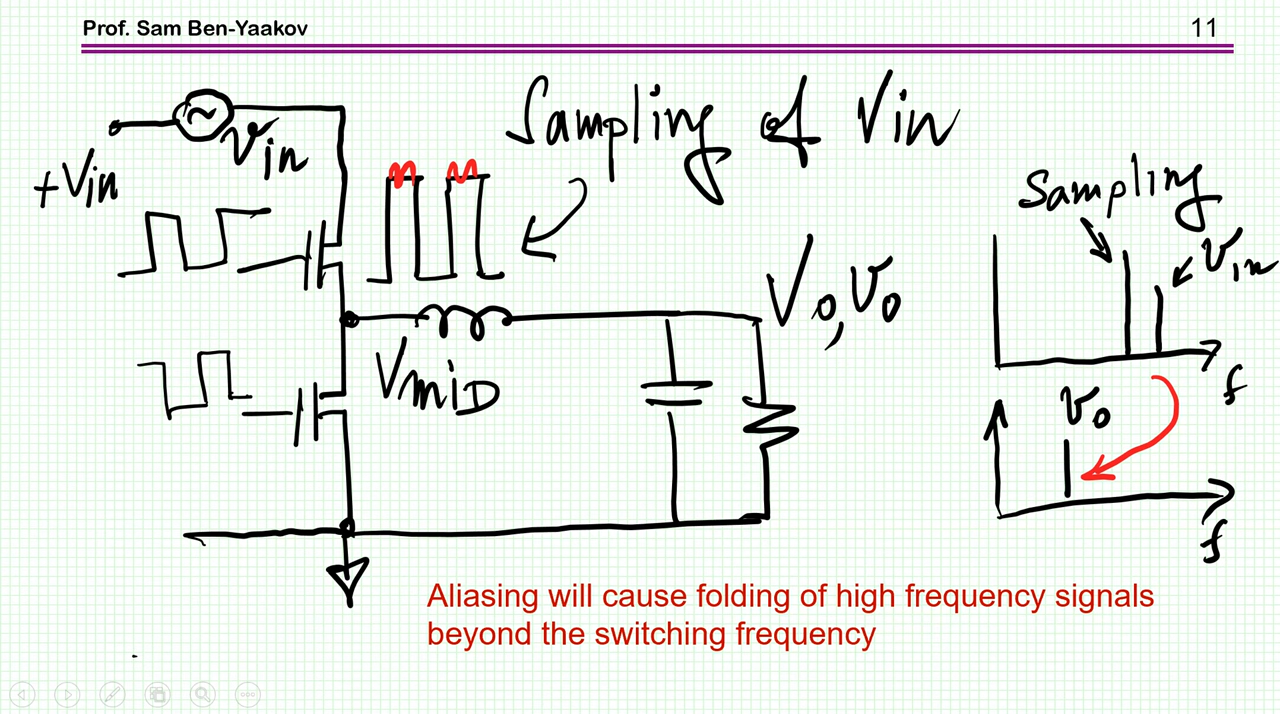 Prof. Sam Ben-Yaakov
11
Sampling of Vin
vin
+Vin
Sampling
vin
Vo, vo
VmiD
f
vo
f
Aliasing will cause folding of high frequency signals
beyond the switching frequency